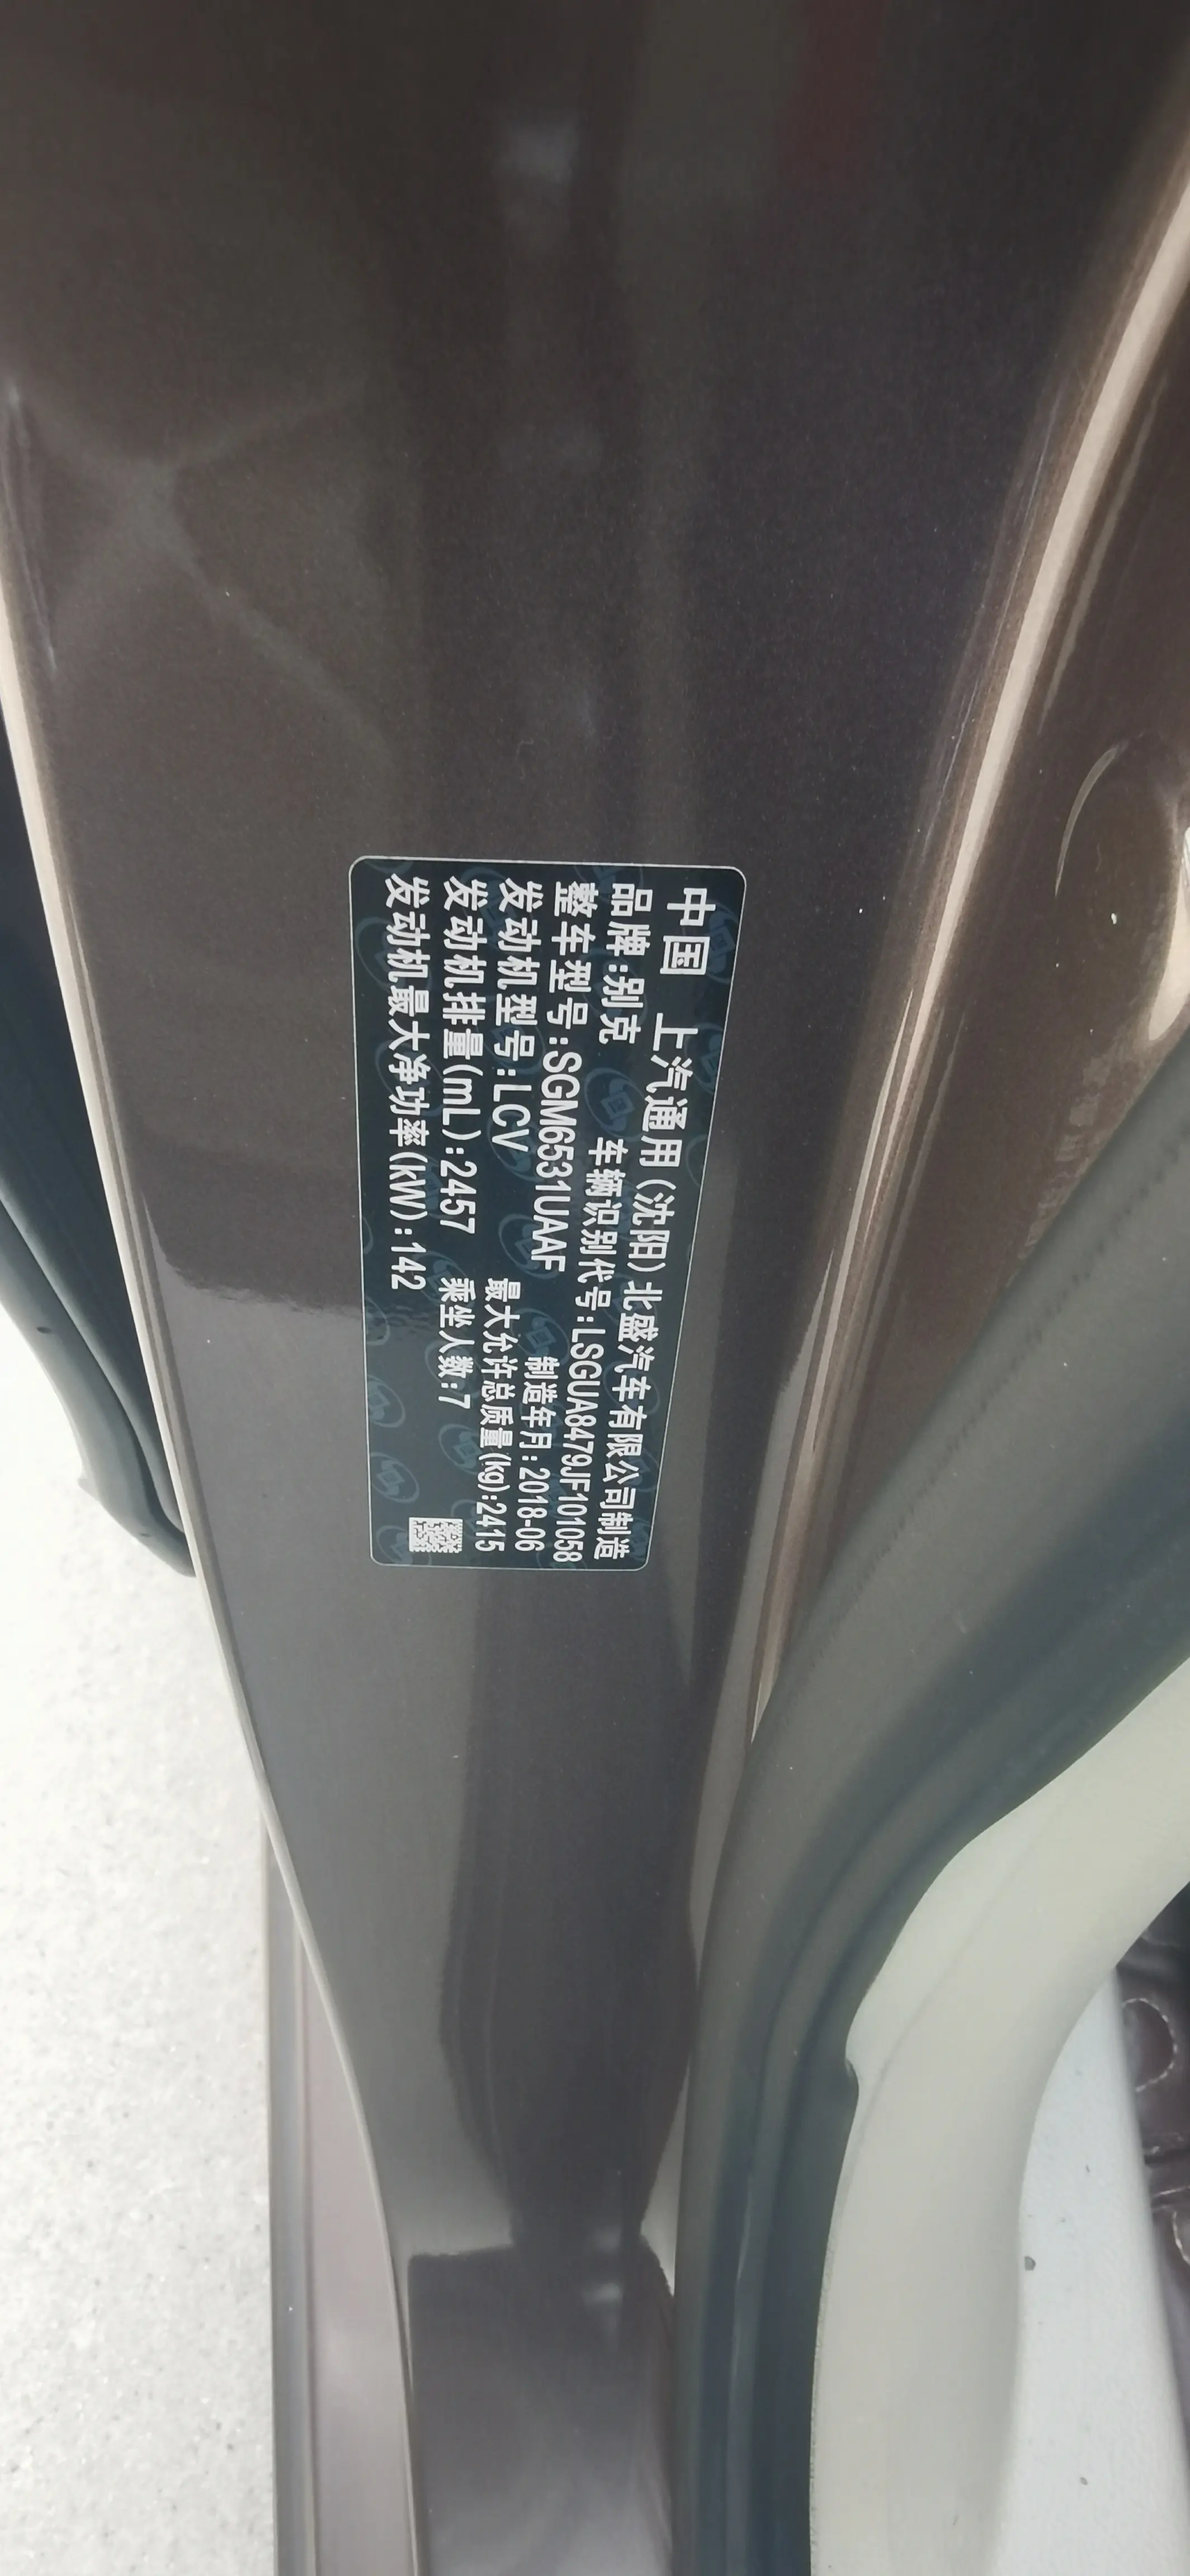 中国 上汽通用(沈阳)北盛汽车有限公司制造
品牌:别克 车辆识别代号:LSGUA8479JF101058
整车型号:SGM6531UAAF 制造年月:2018-06
发动机型号:LCV 最大允许总质量(kg):2415
发动机排量(mL):2457 乘坐人数:7
发动机最大净功率(kW):142